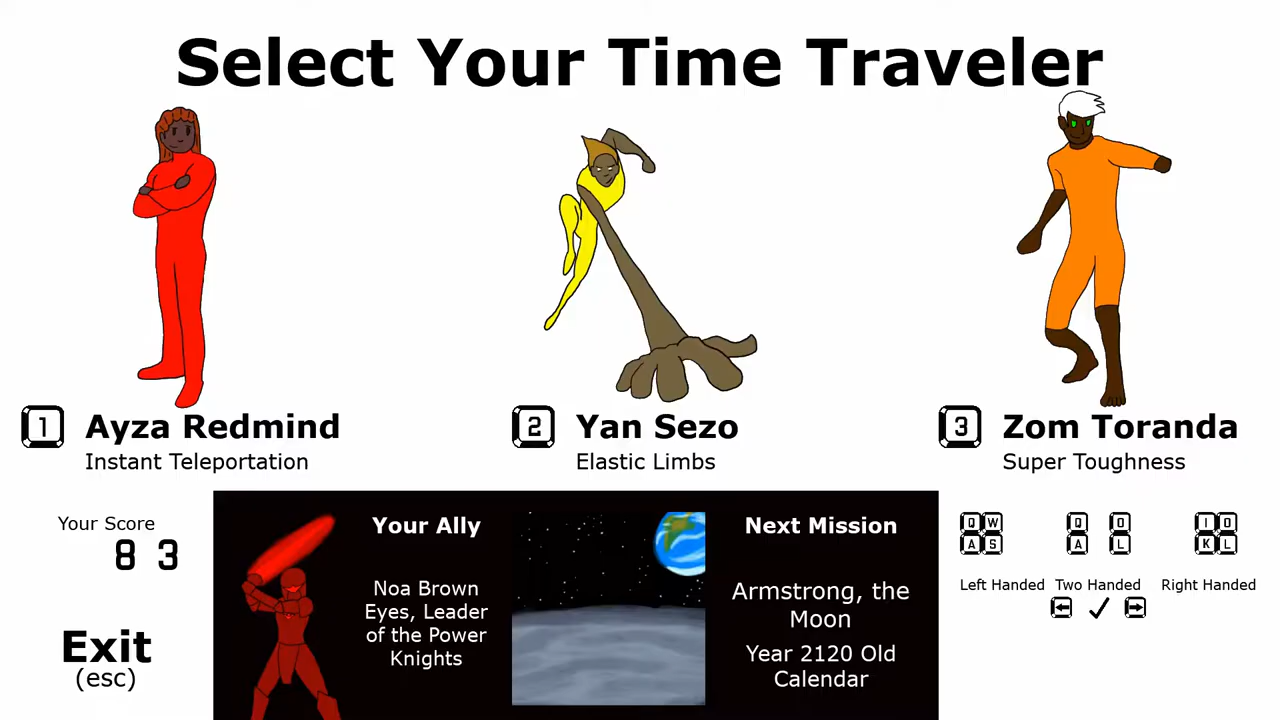 Select Your Time Traveler
1 Ayza Redmind
Instant Teleportation
2 Yan Sezo
Elastic Limbs
3 Zom Toranda
Super Toughness
Your Score
8 3
Exit
(esc)
Your Ally
Noa Brown
Eyes, Leader
of the Power
Knights
Next Mission
Armstrong, the
Moon
Year 2120 Old
Calendar
Q W
A S
Left Handed
Q O
A L
Two Handed
I O
K L
Right Handed